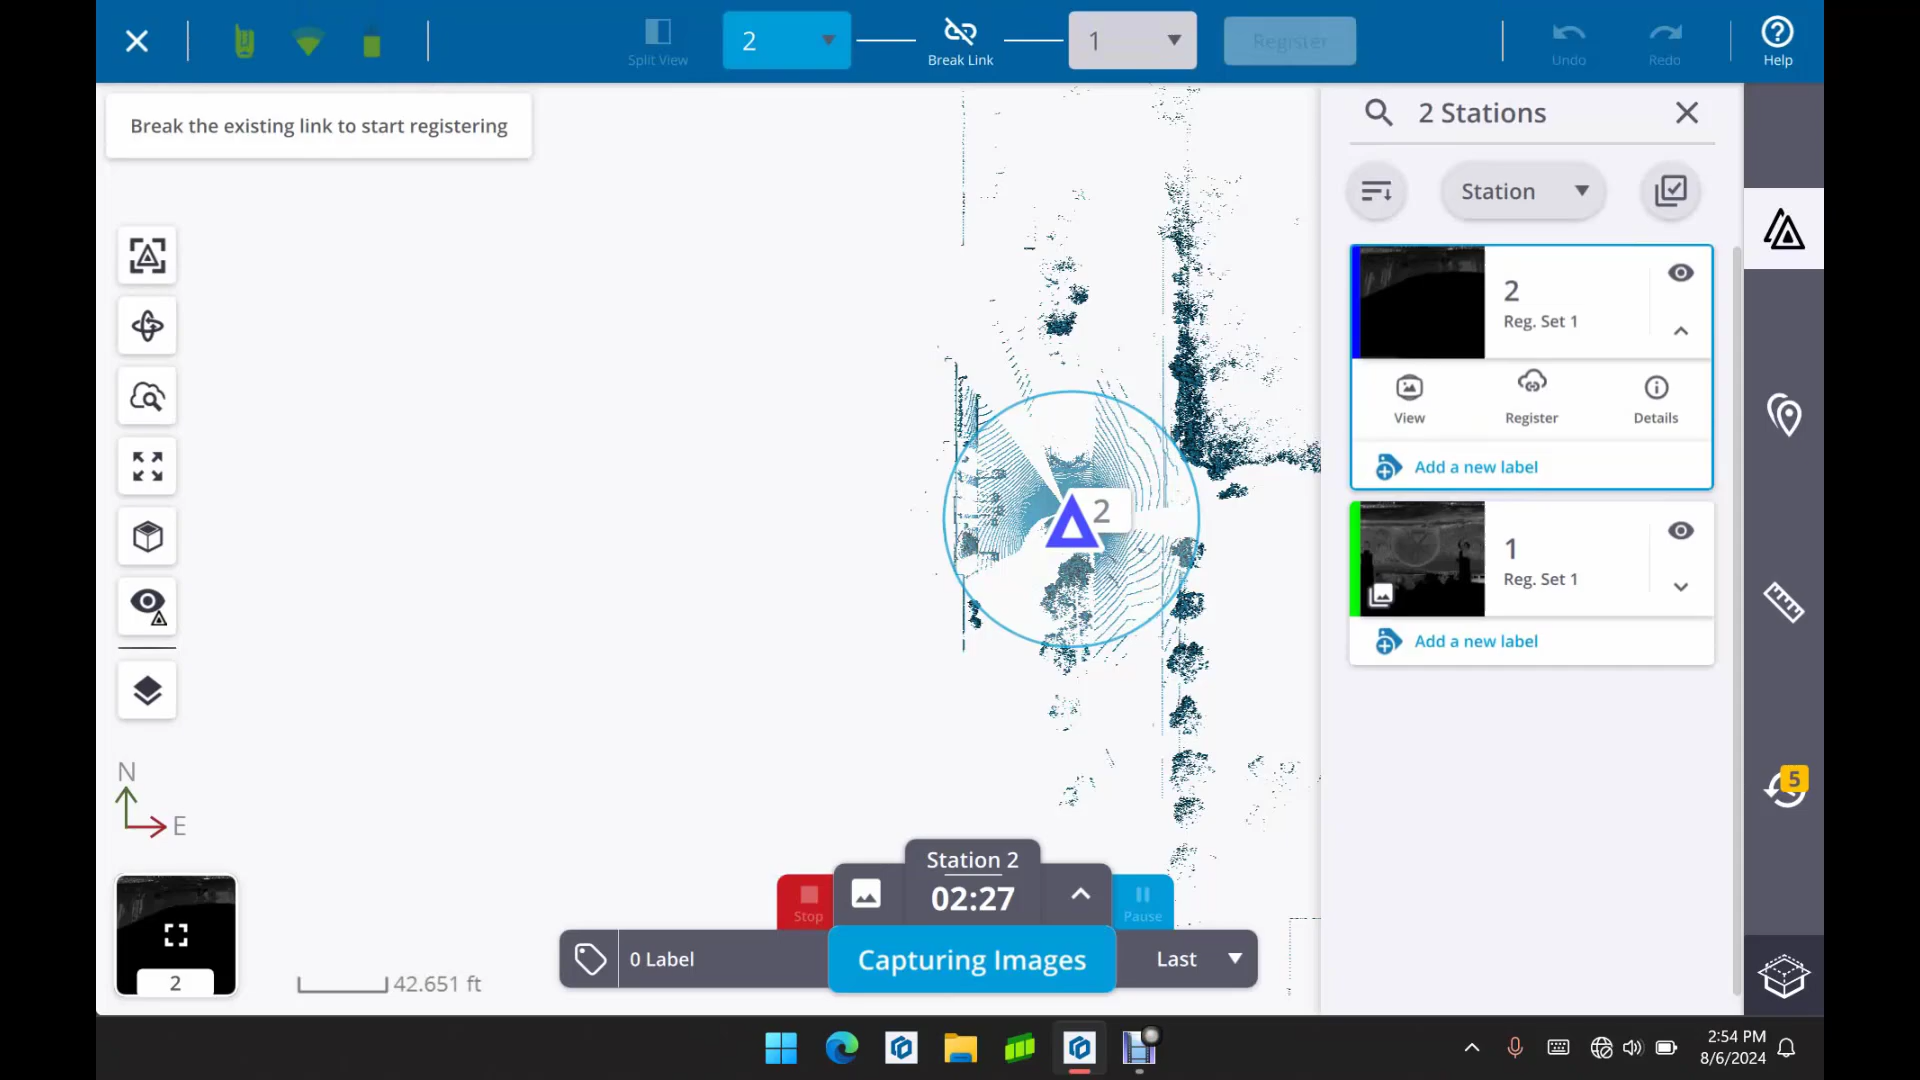 Split View
2
Break Link
1
Register
Undo
Redo
Help
Break the existing link to start registering
2 Stations
Station
2
Reg. Set 1
View
Register
Details
Add a new label
1
Reg. Set 1
Add a new label
5
2
N
E
2
42.651 ft
Station 2
02:27
Stop
Pause
0 Label
Capturing Images
Last
2:54 PM
8/6/2024